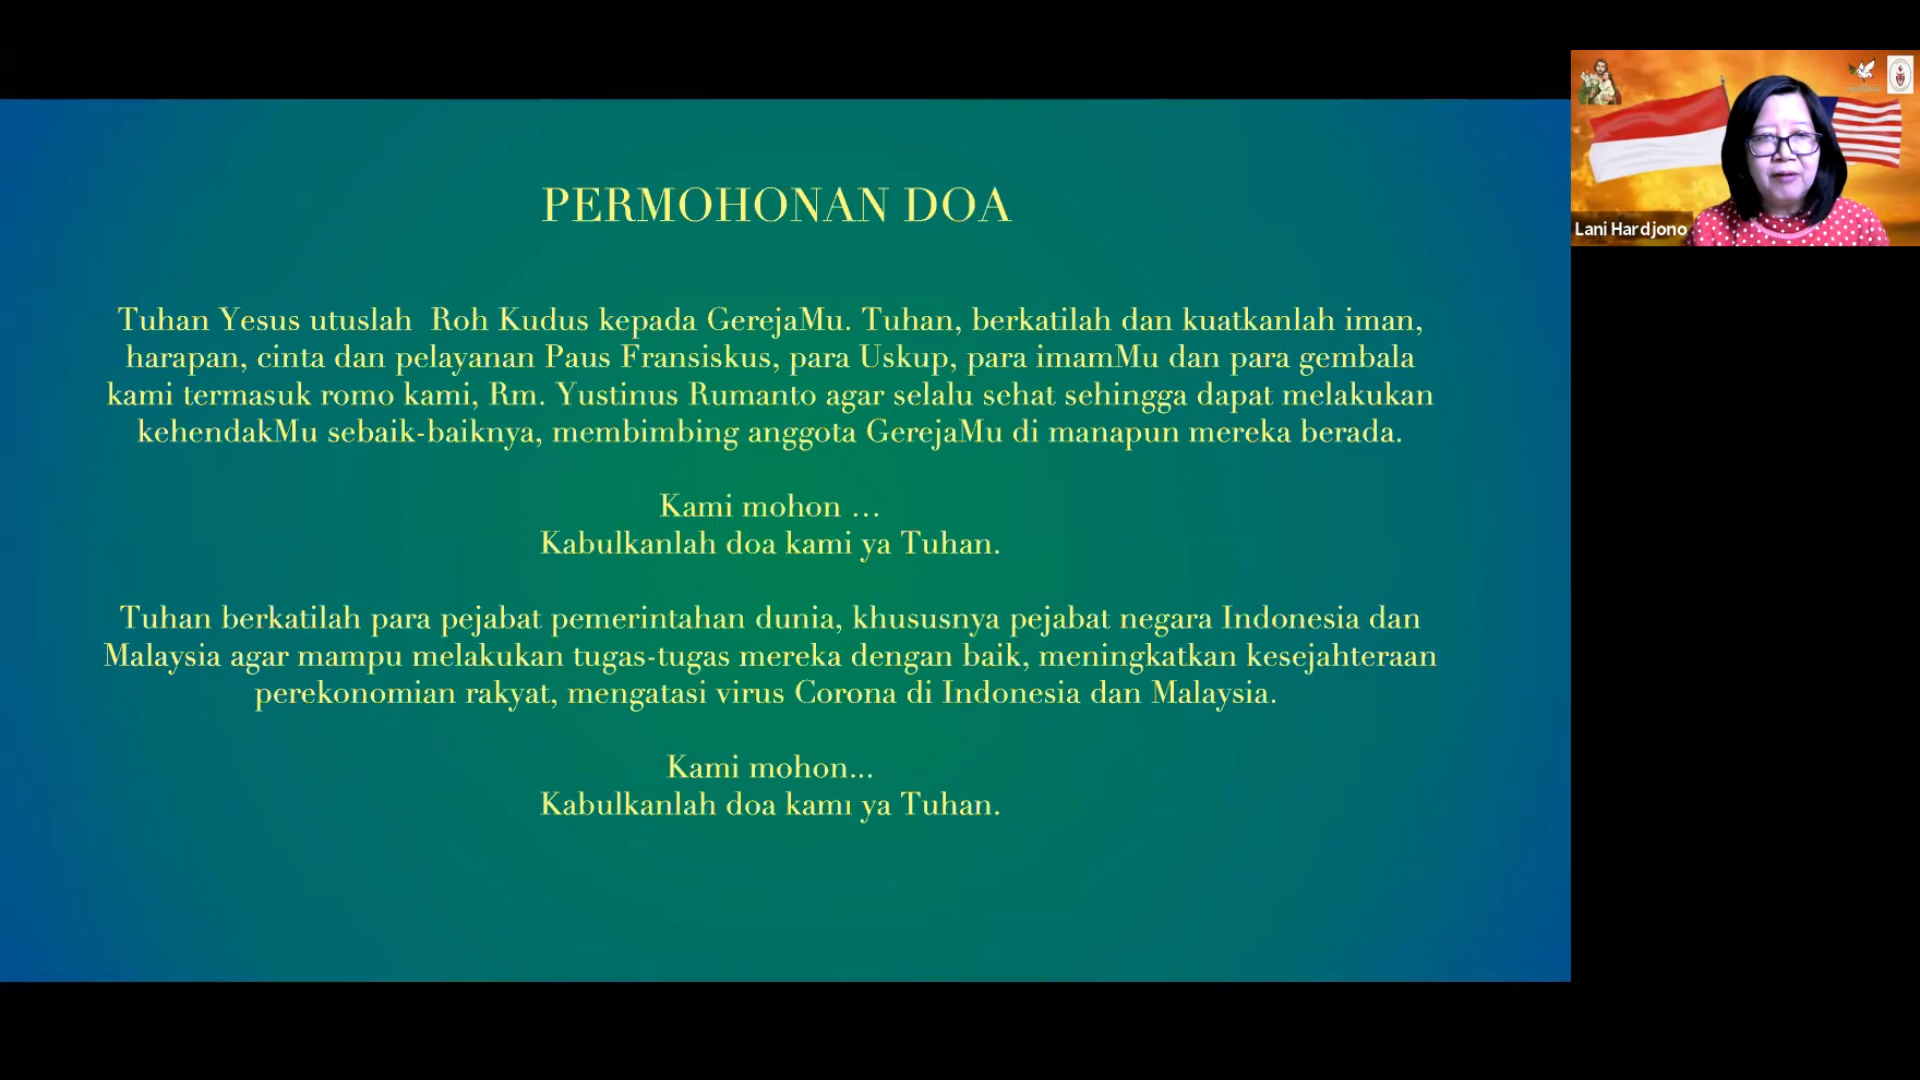 PERMOHONAN DOA
Tuhan Yesus utuslah  Roh Kudus kepada GerejaMu. Tuhan, berkatilah dan kuatkanlah iman,
harapan, cinta dan pelayanan Paus Fransiskus, para Uskup, para imamMu dan para gembala
kami termasuk romo kami, Rm. Yustinus Rumanto agar selalu sehat sehingga dapat melakukan
kehendakMu sebaik-baiknya, membimbing anggota GerejaMu di manapun mereka berada.
Kami mohon ...
Kabulkanlah doa kami ya Tuhan.
Tuhan berkatilah para pejabat pemerintahan dunia, khususnya pejabat negara Indonesia dan
Malaysia agar mampu melakukan tugas-tugas mereka dengan baik, meningkatkan kesejahteraan
perekonomian rakyat, mengatasi virus Corona di Indonesia dan Malaysia.
Kami mohon...
Kabulkanlah doa kami ya Tuhan.
Lani Hardjono